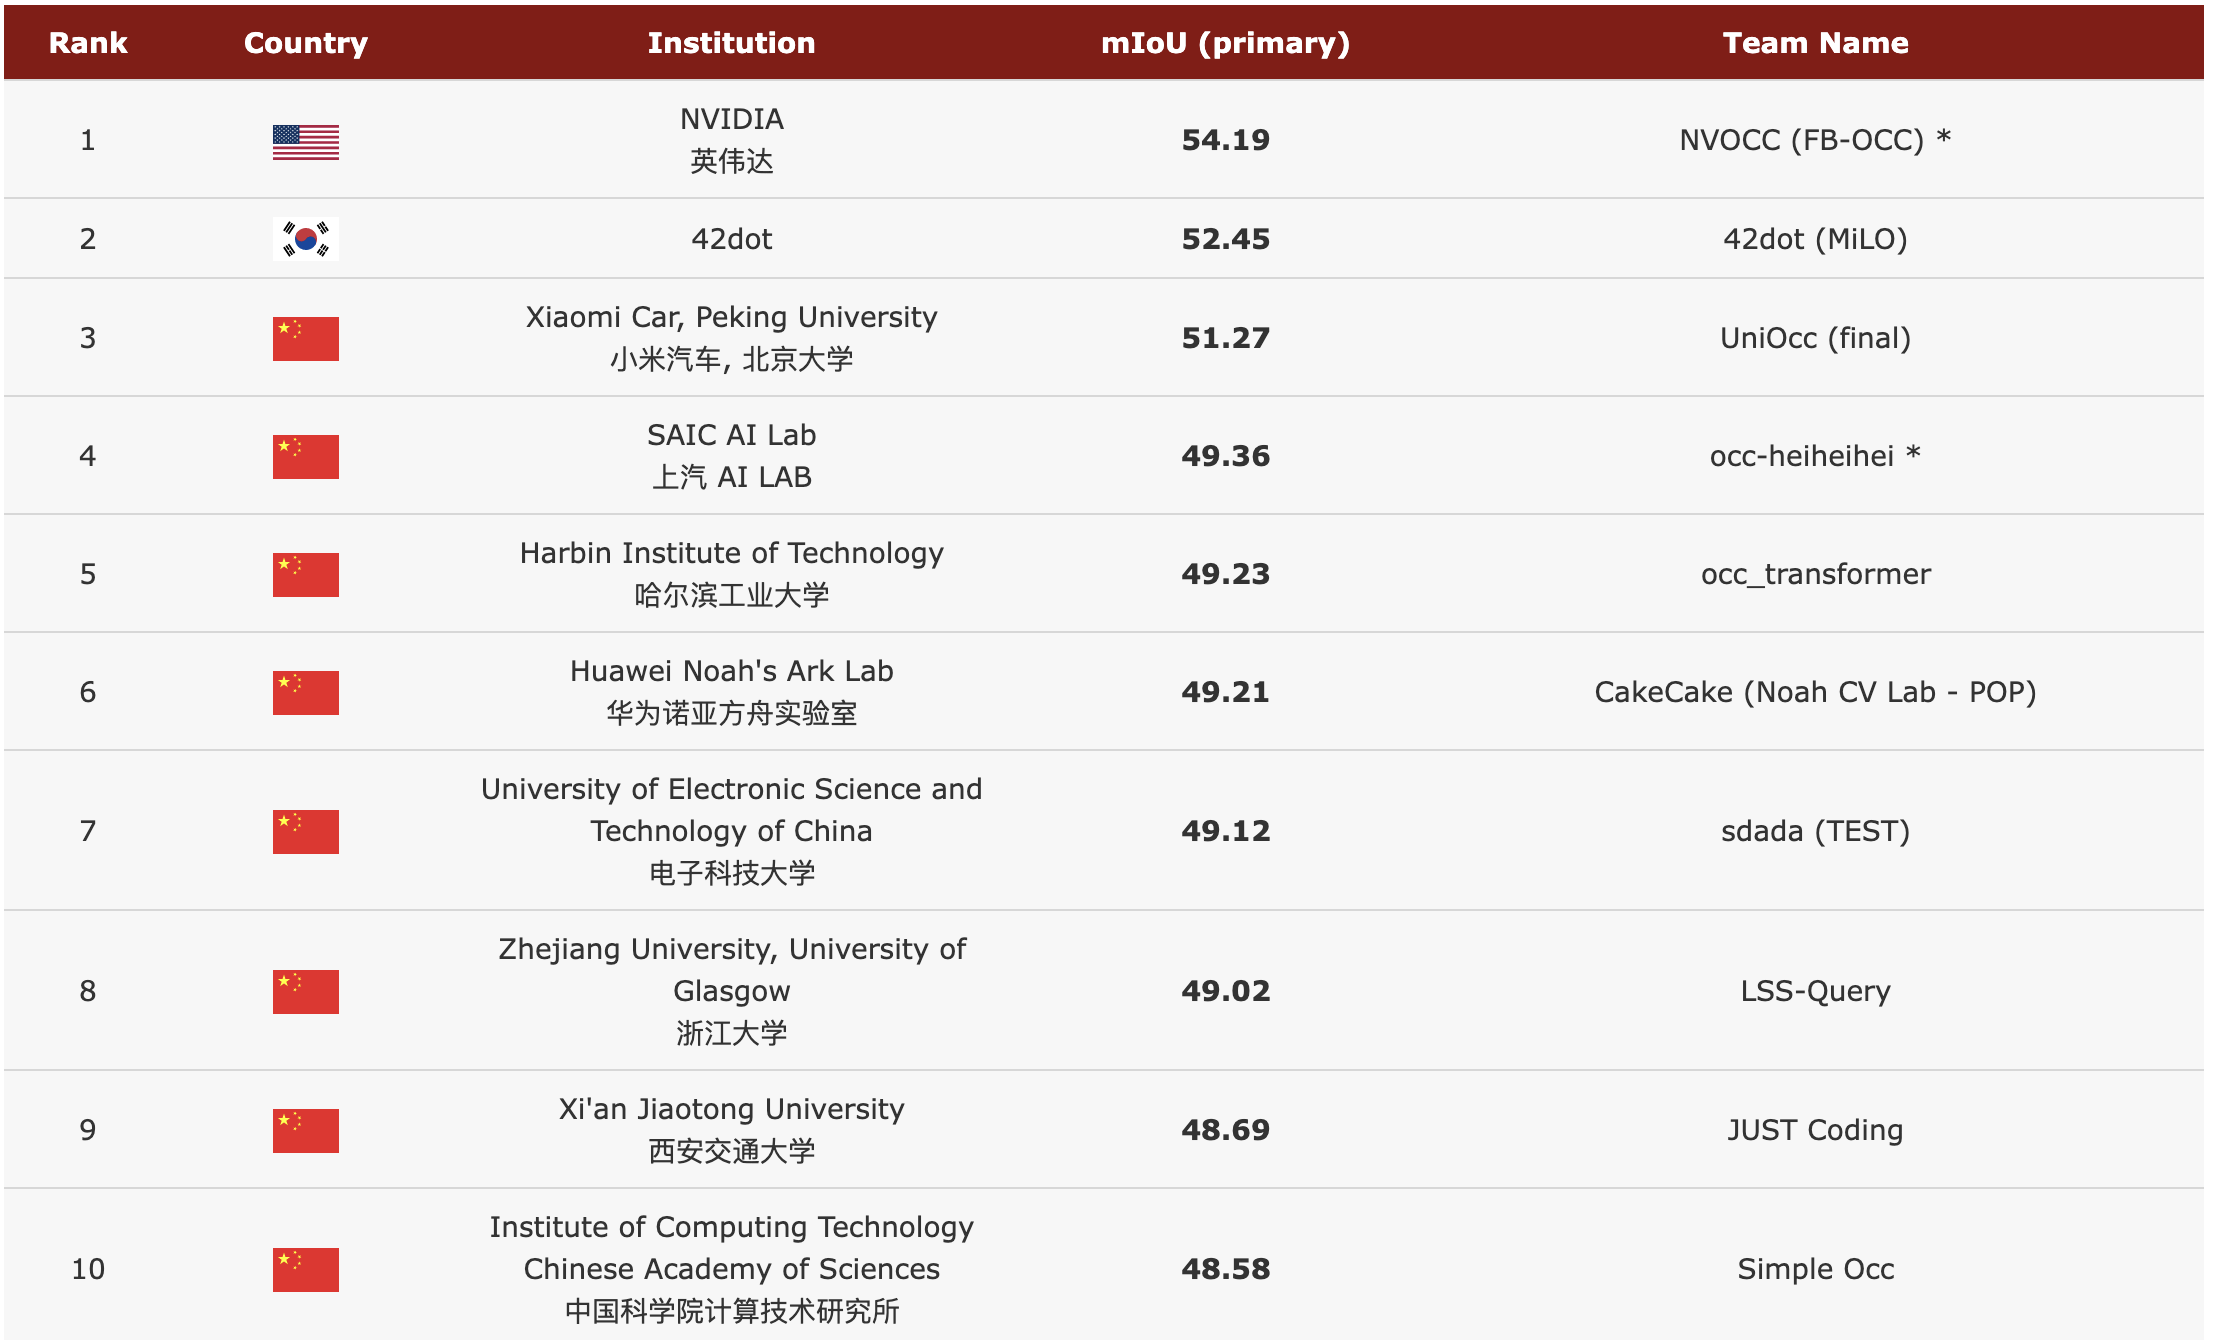 Rank Country Institution mIoU (primary) Team Name
1 NVIDIA 54.19 NVOCC (FB-OCC) *
英伟达
2 42dot 52.45 42dot (MiLO)
3 Xiaomi Car, Peking University 51.27 UniOcc (final)
小米汽车, 北京大学
4 SAIC AI Lab 49.36 occ-heiheihei *
上汽 AI LAB
5 Harbin Institute of Technology 49.23 occ_transformer
哈尔滨工业大学
6 Huawei Noah's Ark Lab 49.21 CakeCake (Noah CV Lab - POP)
华为诺亚方舟实验室
7 University of Electronic Science and 49.12 sdada (TEST)
Technology of China
电子科技大学
8 Zhejiang University, University of 49.02 LSS-Query
Glasgow
浙江大学
9 Xi'an Jiaotong University 48.69 JUST Coding
西安交通大学
10 Institute of Computing Technology 48.58 Simple Occ
Chinese Academy of Sciences
中国科学院计算技术研究所